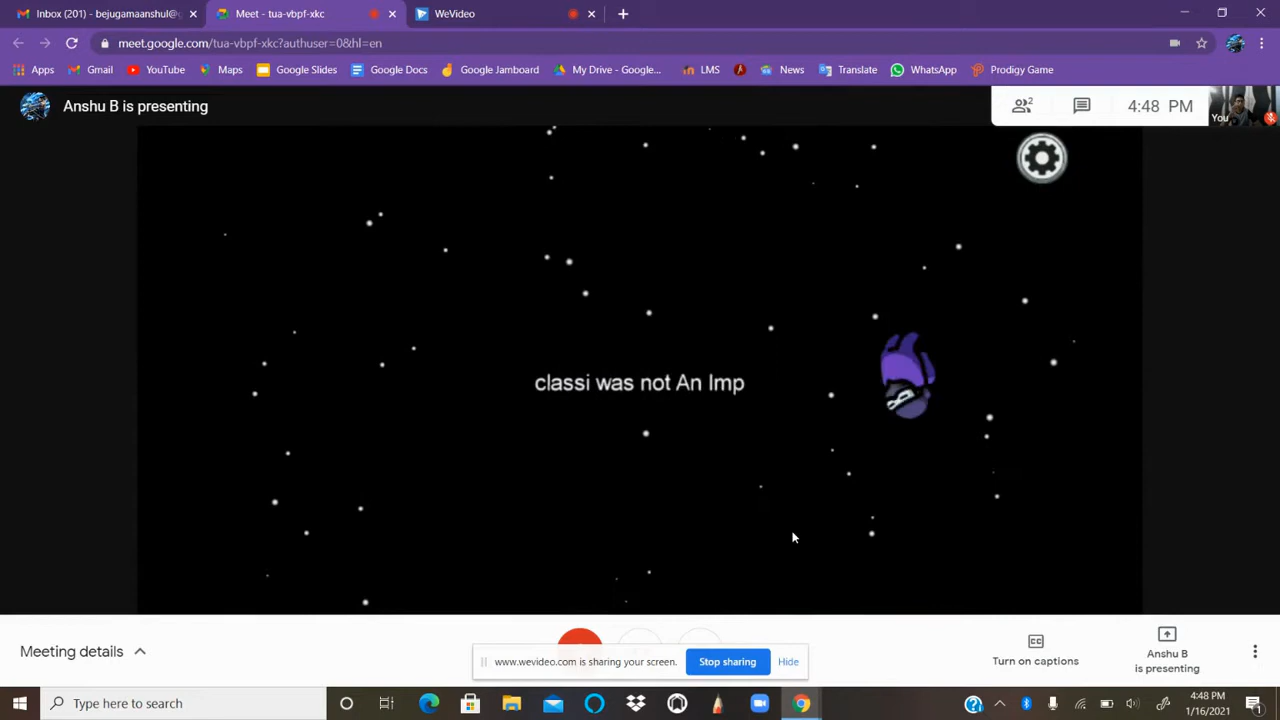 Inbox (201) - bejugamaanshul@g
Meet - tua-vbpf-xkc
WeVideo
meet.google.com/tua-vbpf-xkc?authuser=0&hl=en
Apps
Gmail
YouTube
Maps
Google Slides
Google Docs
Google Jamboard
My Drive - Google...
LMS
News
Translate
WhatsApp
Prodigy Game
Anshu B is presenting
2
4:48 PM
You
classi was not An Imp
Meeting details
www.wevideo.com is sharing your screen.
Stop sharing
Hide
Turn on captions
Anshu B
is presenting
Type here to search
4:48 PM
1/16/2021
1